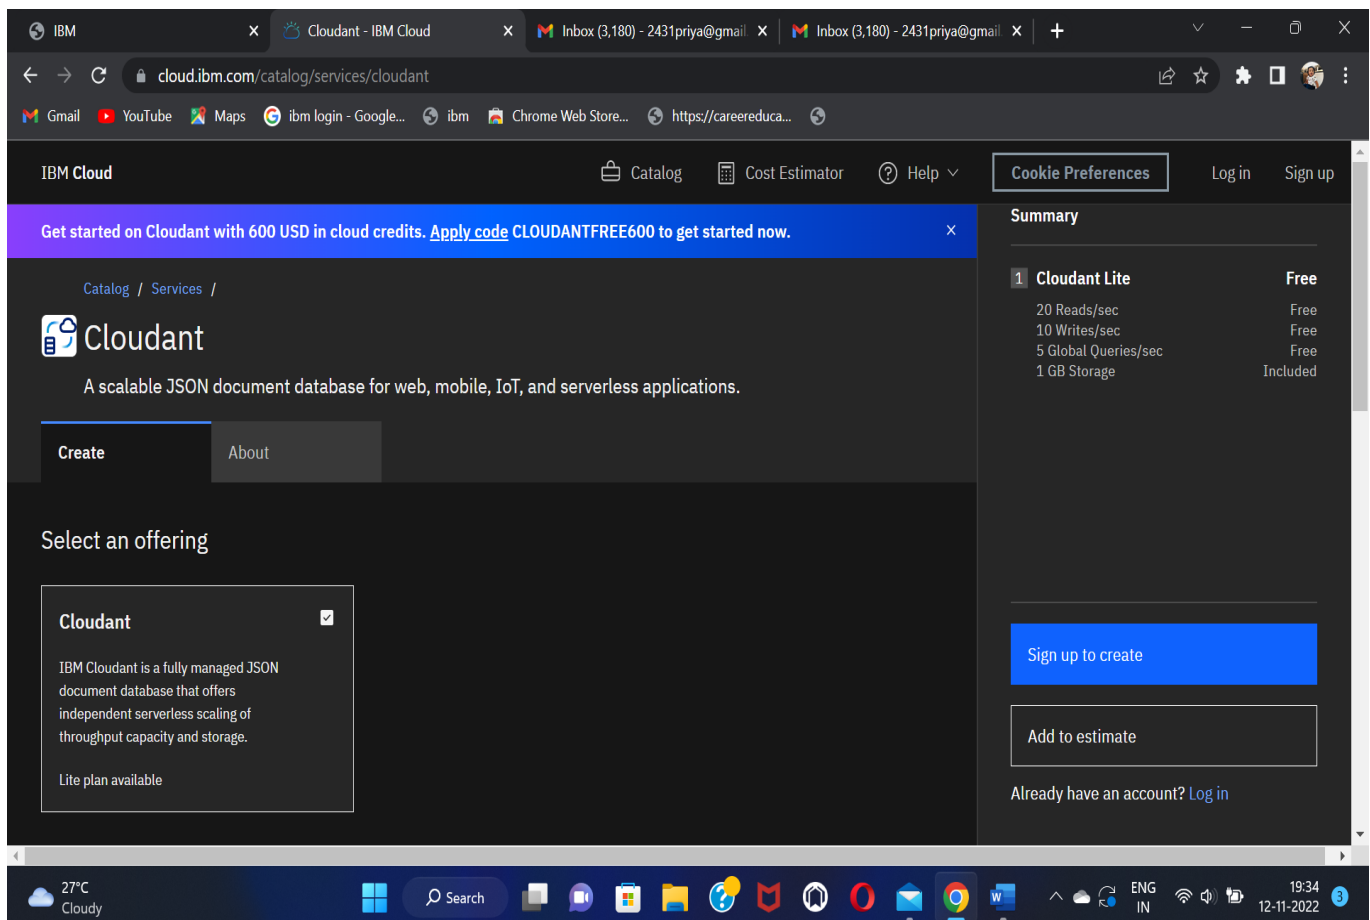 IBM
Cloudant - IBM Cloud
Inbox (3,180) - 2431priya@gmail
Inbox (3,180) - 2431priya@gmail
cloud.ibm.com/catalog/services/cloudant
Gmail
YouTube
Maps
ibm login - Google...
ibm
Chrome Web Store...
https://careereduca...
IBM Cloud
Catalog
Cost Estimator
Help
Cookie Preferences
Log in
Sign up
Get started on Cloudant with 600 USD in cloud credits. Apply code CLOUDANTFREE600 to get started now.
Catalog / Services /
Cloudant
A scalable JSON document database for web, mobile, IoT, and serverless applications.
Create
About
Select an offering
Cloudant
IBM Cloudant is a fully managed JSON
document database that offers
independent serverless scaling of
throughput capacity and storage.
Lite plan available
Summary
1 Cloudant Lite Free
20 Reads/sec Free
10 Writes/sec Free
5 Global Queries/sec Free
1 GB Storage Included
Sign up to create
Add to estimate
Already have an account? Log in
27°C
Cloudy
Search
ENG
IN
19:34
12-11-2022
3